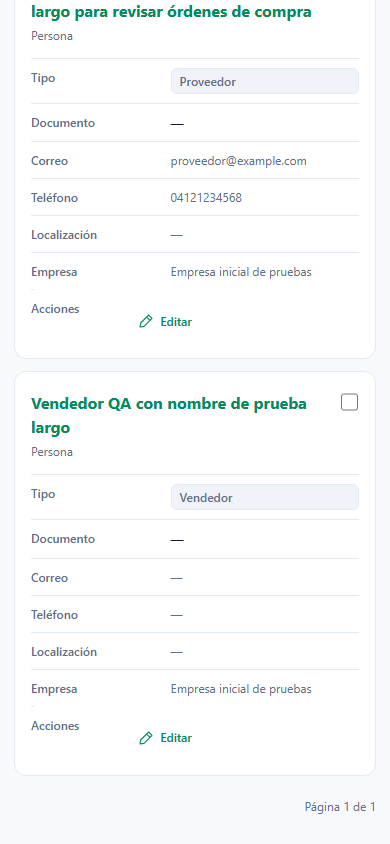 largo para revisar órdenes de compra
Persona
Tipo Proveedor
Documento —
Correo proveedor@example.com
Teléfono 04121234568
Localización —
Empresa Empresa inicial de pruebas
Acciones Editar
Vendedor QA con nombre de prueba
largo
Persona
Tipo Vendedor
Documento —
Correo —
Teléfono —
Localización —
Empresa Empresa inicial de pruebas
Acciones Editar
Página 1 de 1